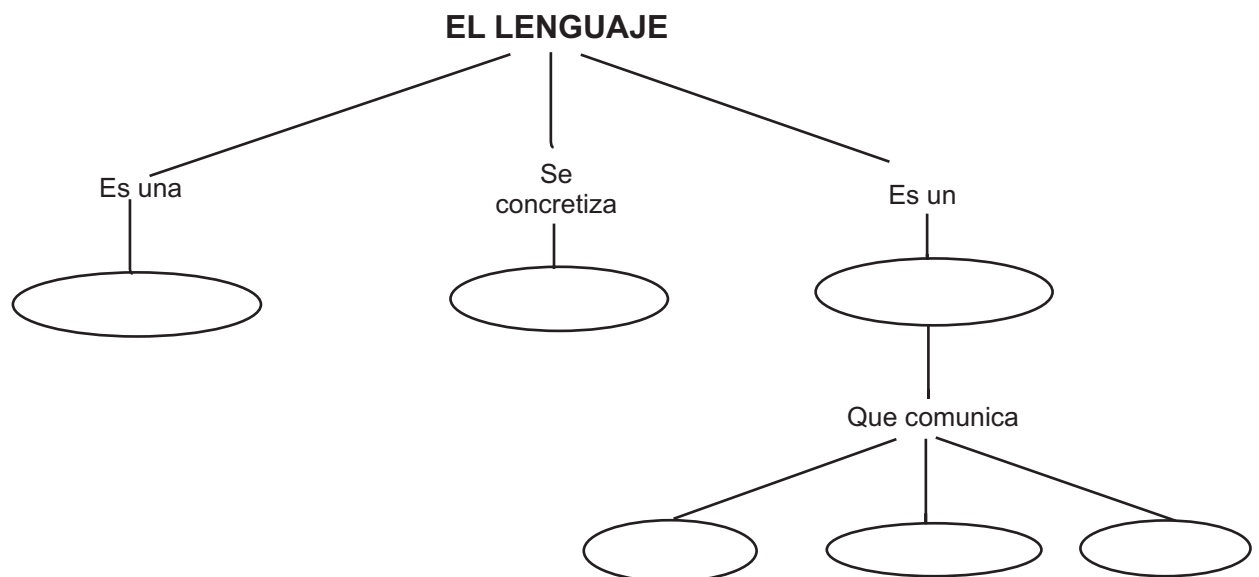 EL LENGUAJE
Es una
Se
concretiza
Es un
Que comunica